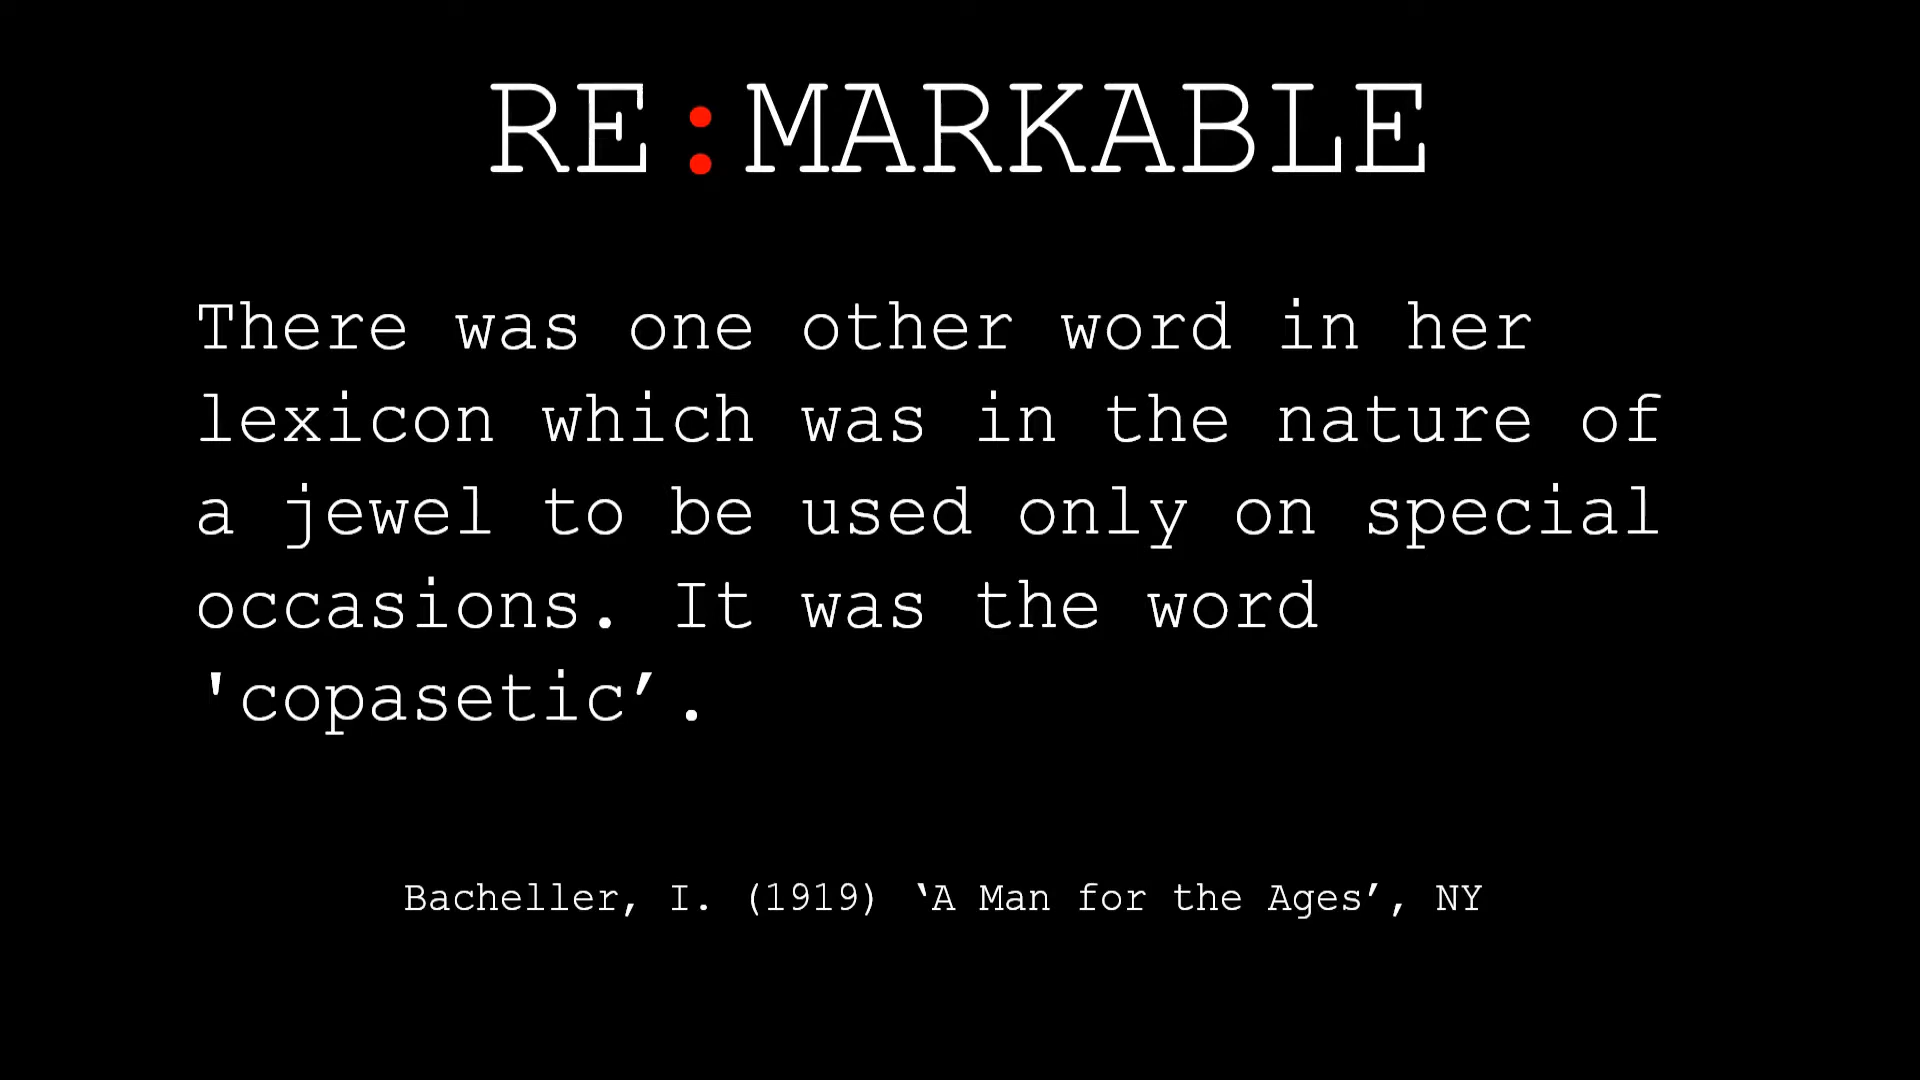 RE:MARKABLE
There was one other word in her
lexicon which was in the nature of
a jewel to be used only on special
occasions. It was the word
'copasetic’.
Bacheller, I. (1919) ‘A Man for the Ages’, NY